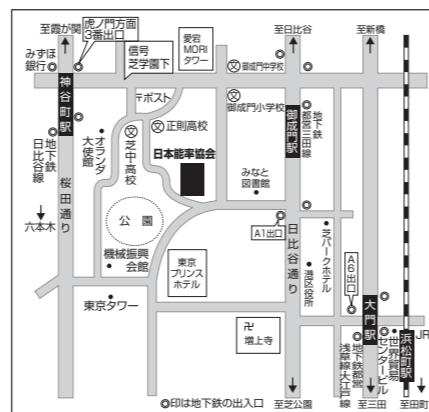 至霞が関
虎ノ門方面
3番出口
みずほ
銀行
信号
芝学園下
愛宕
MORI
タワー
至日比谷
至新橋
御成門中学校
〒ポスト
御成門小学校
正則高校
神谷町駅
地下鉄
日比谷線
オランダ
大使館
芝中高校
日本能率協会
御成門駅
地下鉄
都営三田線
みなと
図書館
桜田通り
六本木
公園
A1出口
日比谷通り
芝パークホテル
港区役所
A6出口
機械振興
会館
東京
プリンス
ホテル
東京タワー
卍
増上寺
大門駅
地下鉄都営
浅草線大江戸線
世界貿易
センタービル
浜松町駅
JR
◎印は地下鉄の出入口
至芝公園
至三田
至田町